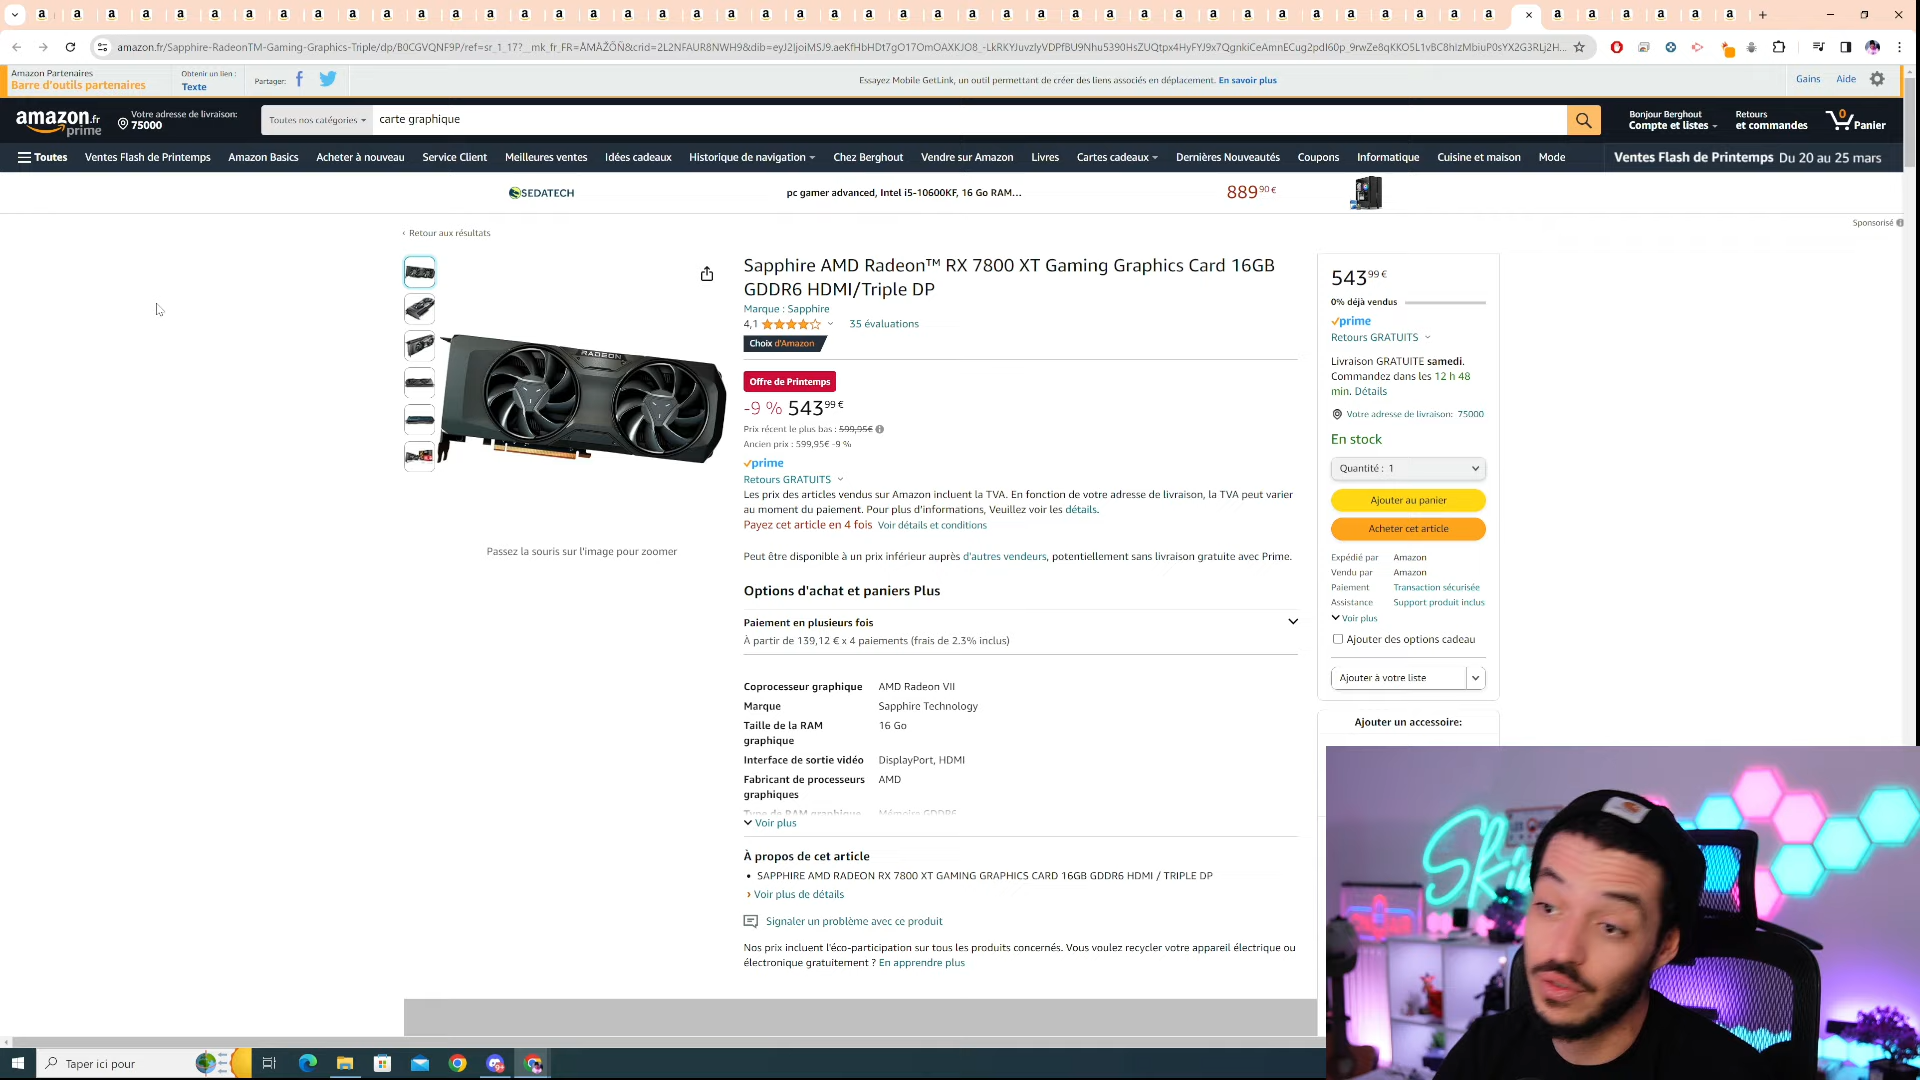 amazon.fr/Sapphire-RadeonTM-Gaming-Graphics-Triple/dp/B0CGVQNF9P/ref=sr_1_17?__mk_fr_FR=ÅMÅŽÕÑ&crid=2L2NFAUR8NWH9&dib=
Amazon Partenaires
Barre d'outils partenaires
Obtenir un lien :
Texte
Partager:
Essayez Mobile GetLink, un outil permettant de créer des liens associés en déplacement. En savoir plus
Gains
Aide
amazon.fr
prime
Votre adresse de livraison:
75000
Toutes nos catégories
carte graphique
Bonjour Berghout
Compte et listes
Retours
et commandes
0
Panier
Toutes
Ventes Flash de Printemps
Amazon Basics
Acheter à nouveau
Service Client
Meilleures ventes
Idées cadeaux
Historique de navigation
Chez Berghout
Vendre sur Amazon
Livres
Cartes cadeaux
Dernières Nouveautés
Coupons
Informatique
Cuisine et maison
Mode
Ventes Flash de Printemps Du 20 au 25 mars
SEDATECH
pc gamer advanced, Intel i5-10600KF, 16 Go RAM...
889,90 €
Sponsorisé
‹ Retour aux résultats
RADEON
Passez la souris sur l'image pour zoomer
Sapphire AMD Radeon™ RX 7800 XT Gaming Graphics Card 16GB
GDDR6 HDMI/Triple DP
Marque : Sapphire
4,1
35 évaluations
Choix d'Amazon
Offre de Printemps
-9 % 543,99 €
Prix récent le plus bas : 599,95€
Ancien prix : 599,95€ -9 %
prime
Retours GRATUITS
Les prix des articles vendus sur Amazon incluent la TVA. En fonction de votre adresse de livraison, la TVA peut varier
au moment du paiement. Pour plus d'informations, Veuillez voir les détails.
Payez cet article en 4 fois Voir détails et conditions
Peut être disponible à un prix inférieur auprès d'autres vendeurs, potentiellement sans livraison gratuite avec Prime.
Options d'achat et paniers Plus
Paiement en plusieurs fois
À partir de 139,12 € x 4 paiements (frais de 2.3% inclus)
Coprocesseur graphique AMD Radeon VII
Marque Sapphire Technology
Taille de la RAM 16 Go
graphique
Interface de sortie vidéo DisplayPort, HDMI
Fabricant de processeurs AMD
graphiques
Type de RAM graphique Mémoire GDDR6
Voir plus
À propos de cet article
• SAPPHIRE AMD RADEON RX 7800 XT GAMING GRAPHICS CARD 16GB GDDR6 HDMI / TRIPLE DP
› Voir plus de détails
Signaler un problème avec ce produit
Nos prix incluent l'éco-participation sur tous les produits concernés. Vous voulez recycler votre appareil électrique ou
électronique gratuitement ? En apprendre plus
543,99 €
0% déjà vendus
prime
Retours GRATUITS
Livraison GRATUITE samedi.
Commandez dans les 12 h 48
min. Détails
Votre adresse de livraison: 75000
En stock
Quantité : 1
Ajouter au panier
Acheter cet article
Expédié par Amazon
Vendu par Amazon
Paiement Transaction sécurisée
Assistance Support produit inclus
Voir plus
Ajouter des options cadeau
Ajouter à votre liste
Ajouter un accessoire:
Taper ici pour